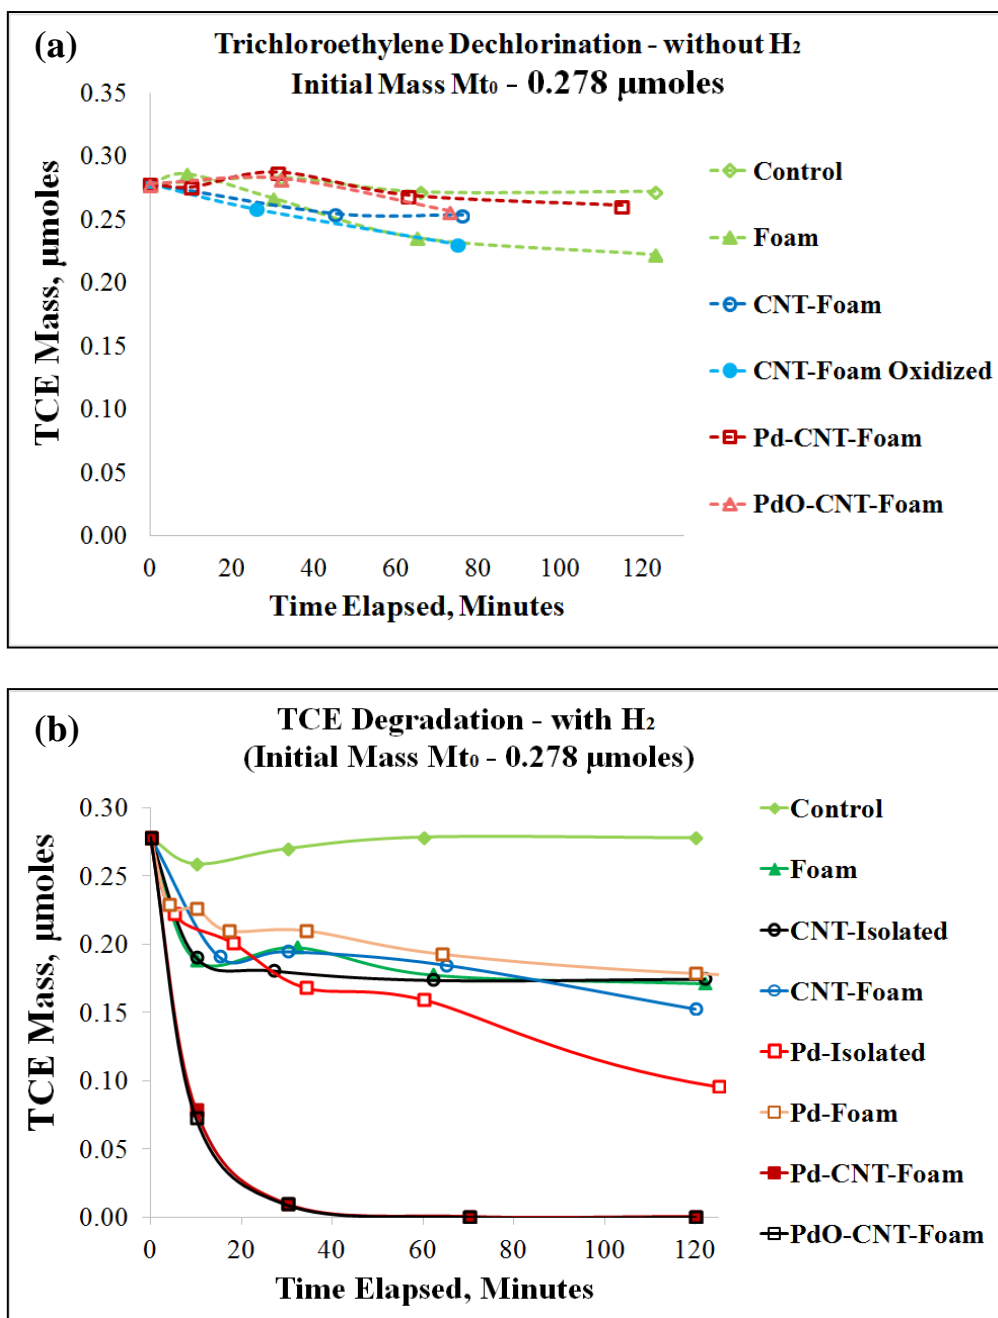 (a)
Trichloroethylene Dechlorination - without H₂
Initial Mass Mt₀ - 0.278 µmoles
TCE Mass, µmoles
0.35
0.30
0.25
0.20
0.15
0.10
0.05
0.00
0 20 40 60 80 100 120
Time Elapsed, Minutes
Control
Foam
CNT-Foam
CNT-Foam Oxidized
Pd-CNT-Foam
PdO-CNT-Foam
(b)
TCE Degradation - with H₂
(Initial Mass Mt₀ - 0.278 µmoles)
TCE Mass, µmoles
0.30
0.25
0.20
0.15
0.10
0.05
0.00
0 20 40 60 80 100 120
Time Elapsed, Minutes
Control
Foam
CNT-Isolated
CNT-Foam
Pd-Isolated
Pd-Foam
Pd-CNT-Foam
PdO-CNT-Foam